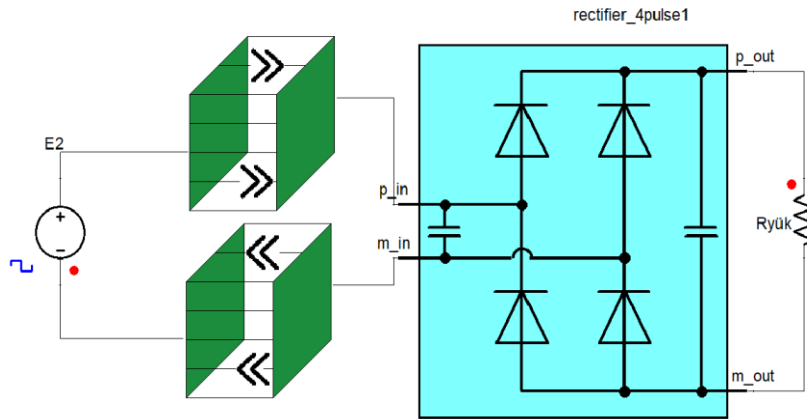 rectifier_4pulse1
p_out
E2
p_in
Ryük
m_in
m_out